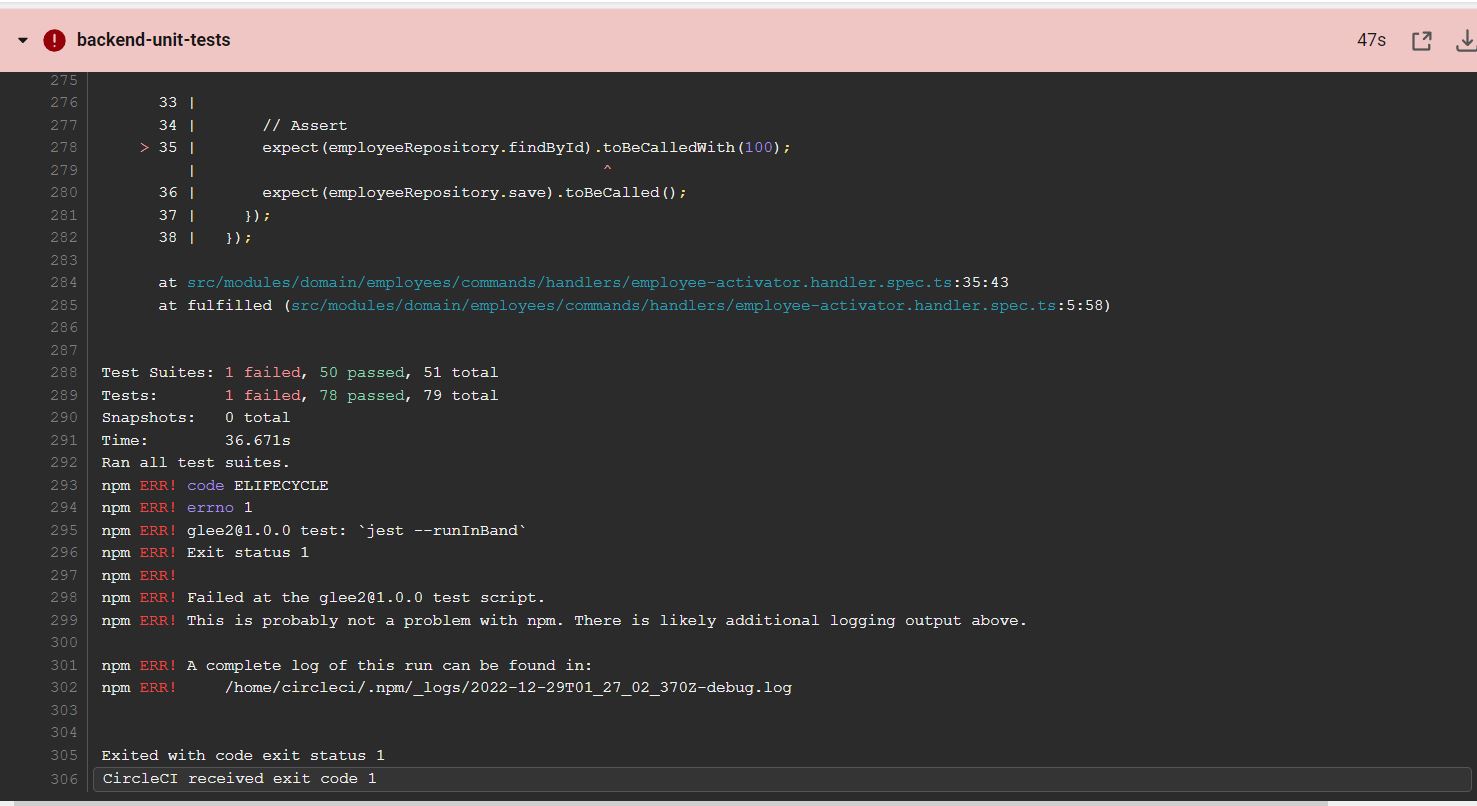 backend-unit-tests 47s
275
276 33 |
277 34 | // Assert
278 > 35 | expect(employeeRepository.findById).toBeCalledWith(100);
279 | ^
280 36 | expect(employeeRepository.save).toBeCalled();
281 37 | });
282 38 | });
283
284 at src/modules/domain/employees/commands/handlers/employee-activator.handler.spec.ts:35:43
285 at fulfilled (src/modules/domain/employees/commands/handlers/employee-activator.handler.spec.ts:5:58)
286
287
288 Test Suites: 1 failed, 50 passed, 51 total
289 Tests: 1 failed, 78 passed, 79 total
290 Snapshots: 0 total
291 Time: 36.671s
292 Ran all test suites.
293 npm ERR! code ELIFECYCLE
294 npm ERR! errno 1
295 npm ERR! glee2@1.0.0 test: `jest --runInBand`
296 npm ERR! Exit status 1
297 npm ERR!
298 npm ERR! Failed at the glee2@1.0.0 test script.
299 npm ERR! This is probably not a problem with npm. There is likely additional logging output above.
300
301 npm ERR! A complete log of this run can be found in:
302 npm ERR! /home/circleci/.npm/_logs/2022-12-29T01_27_02_370Z-debug.log
303
304
305 Exited with code exit status 1
306 CircleCI received exit code 1